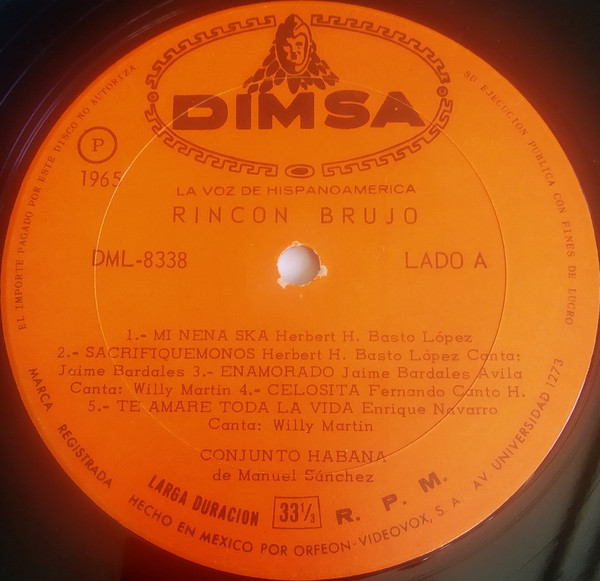 DIMSA
EL IMPORTE PAGADO POR ESTE DISCO NO AUTORIZA
SU EJECUCION PUBLICA CON FINES DE LUCRO
P
1965
LA VOZ DE HISPANOAMERICA
RINCON BRUJO
DML-8338
LADO A
1.- MI NENA SKA Herbert H. Basto López
2.- SACRIFIQUEMONOS Herbert H. Basto López Canta:
Jaime Bardales 3.- ENAMORADO Jaime Bardales Avila
Canta: Willy Martin 4.- CELOSITA Fernando Canto H.
5.- TE AMARE TODA LA VIDA Enrique Navarro
Canta: Willy Martin
CONJUNTO HABANA
de Manuel Sánchez
LARGA DURACION 33⅓ R. P. M.
MARCA REGISTRADA HECHO EN MEXICO POR ORFEON-VIDEOVOX, S. A. AV UNIVERSIDAD 1273